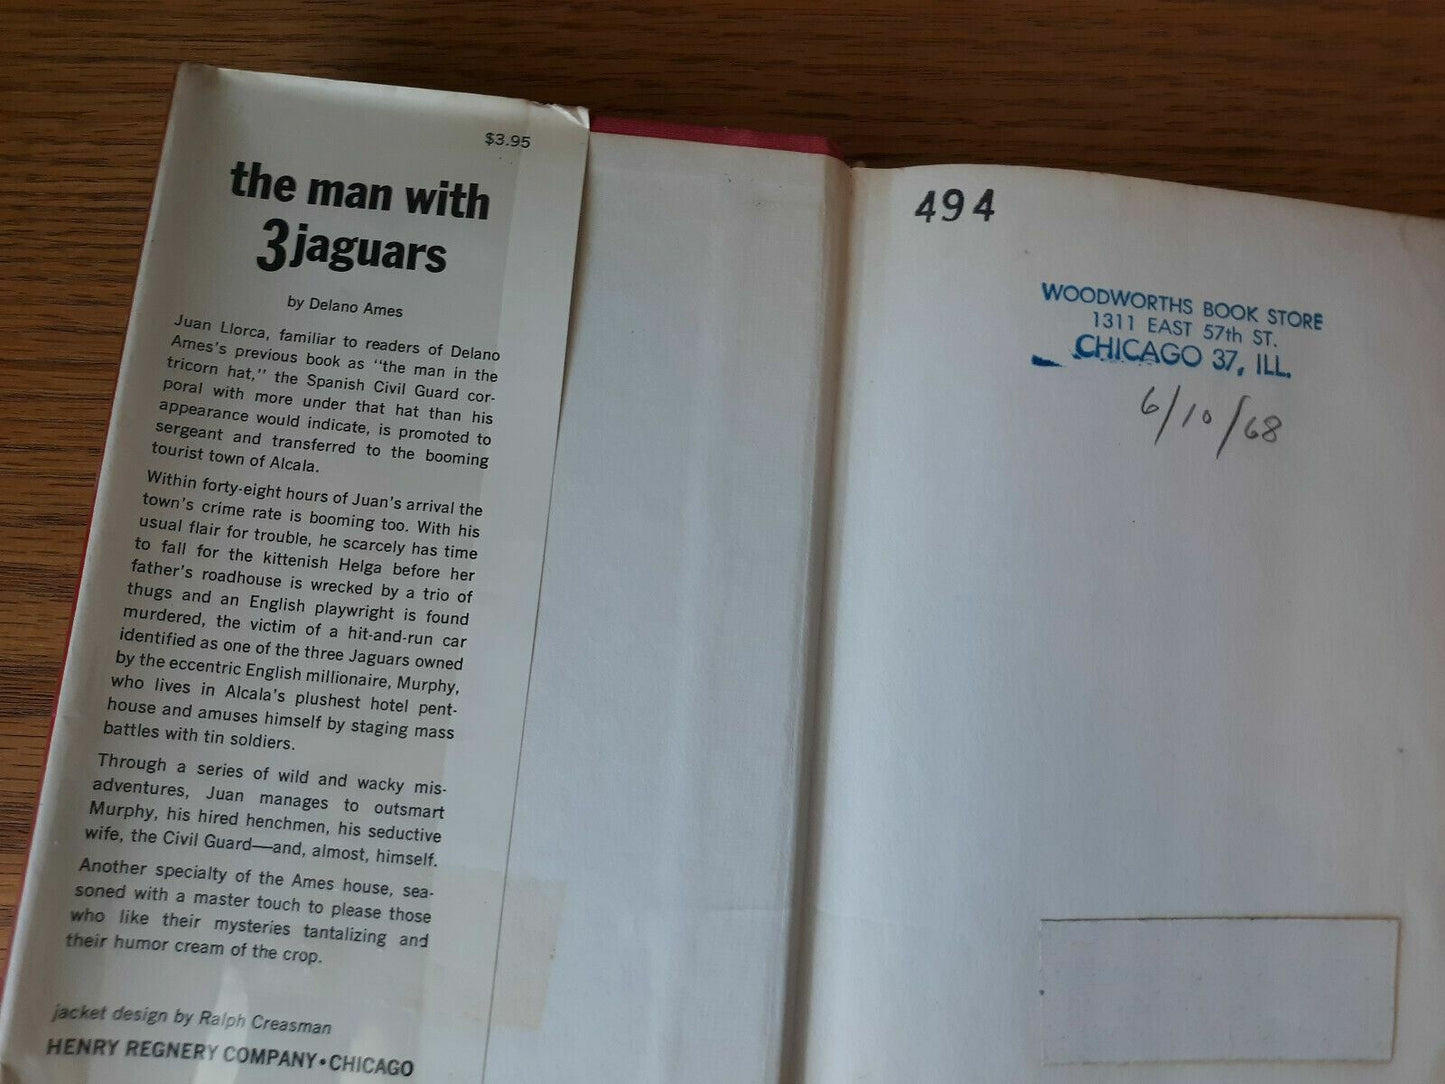 $3.95
the man with
3 jaguars
by Delano Ames
Juan Llorca, familiar to readers of Delano
Ames's previous book as "the man in the
tricorn hat," the Spanish Civil Guard cor-
poral with more under that hat than his
appearance would indicate, is promoted to
sergeant and transferred to the booming
tourist town of Alcala.
Within forty-eight hours of Juan's arrival the
town's crime rate is booming too. With his
usual flair for trouble, he scarcely has time
to fall for the kittenish Helga before her
father's roadhouse is wrecked by a trio of
thugs and an English playwright is found
murdered, the victim of a hit-and-run car
identified as one of the three Jaguars owned
by the eccentric English millionaire, Murphy,
who lives in Alcala's plushest hotel pent-
house and amuses himself by staging mass
battles with tin soldiers.
Through a series of wild and wacky mis-
adventures, Juan manages to outsmart
Murphy, his hired henchmen, his seductive
wife, the Civil Guard—and, almost, himself.
Another specialty of the Ames house, sea-
soned with a master touch to please those
who like their mysteries tantalizing and
their humor cream of the crop.
jacket design by Ralph Creasman
HENRY REGNERY COMPANY • CHICAGO
494
WOODWORTHS BOOK STORE
1311 EAST 57th ST.
CHICAGO 37, ILL.
6/10/68